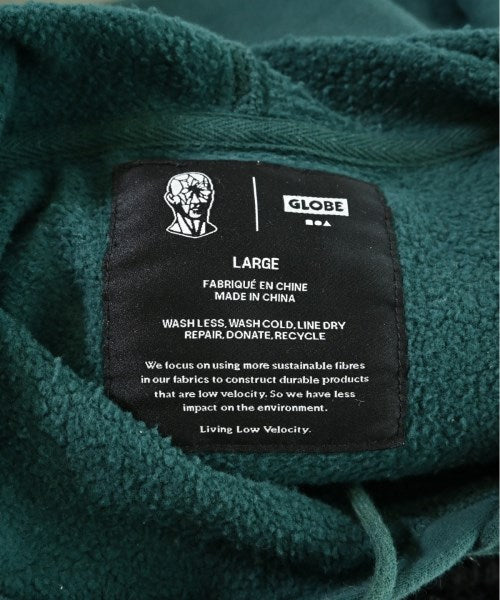 GLOBE
LARGE
FABRIQUÉ EN CHINE
MADE IN CHINA
WASH LESS, WASH COLD, LINE DRY
REPAIR, DONATE, RECYCLE
We focus on using more sustainable fibres
in our fabrics to construct durable products
that are low velocity. So we have less
impact on the environment.
Living Low Velocity.